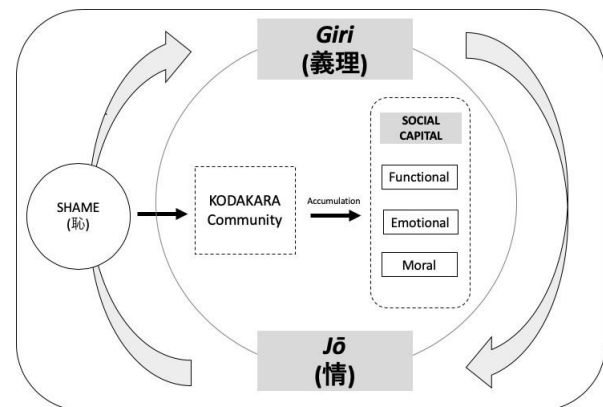 Giri
(義理)
SOCIAL
CAPITAL
Functional
KODAKARA
Community
Accumulation
SHAME
(恥)
Emotional
Moral
Jō
(情)